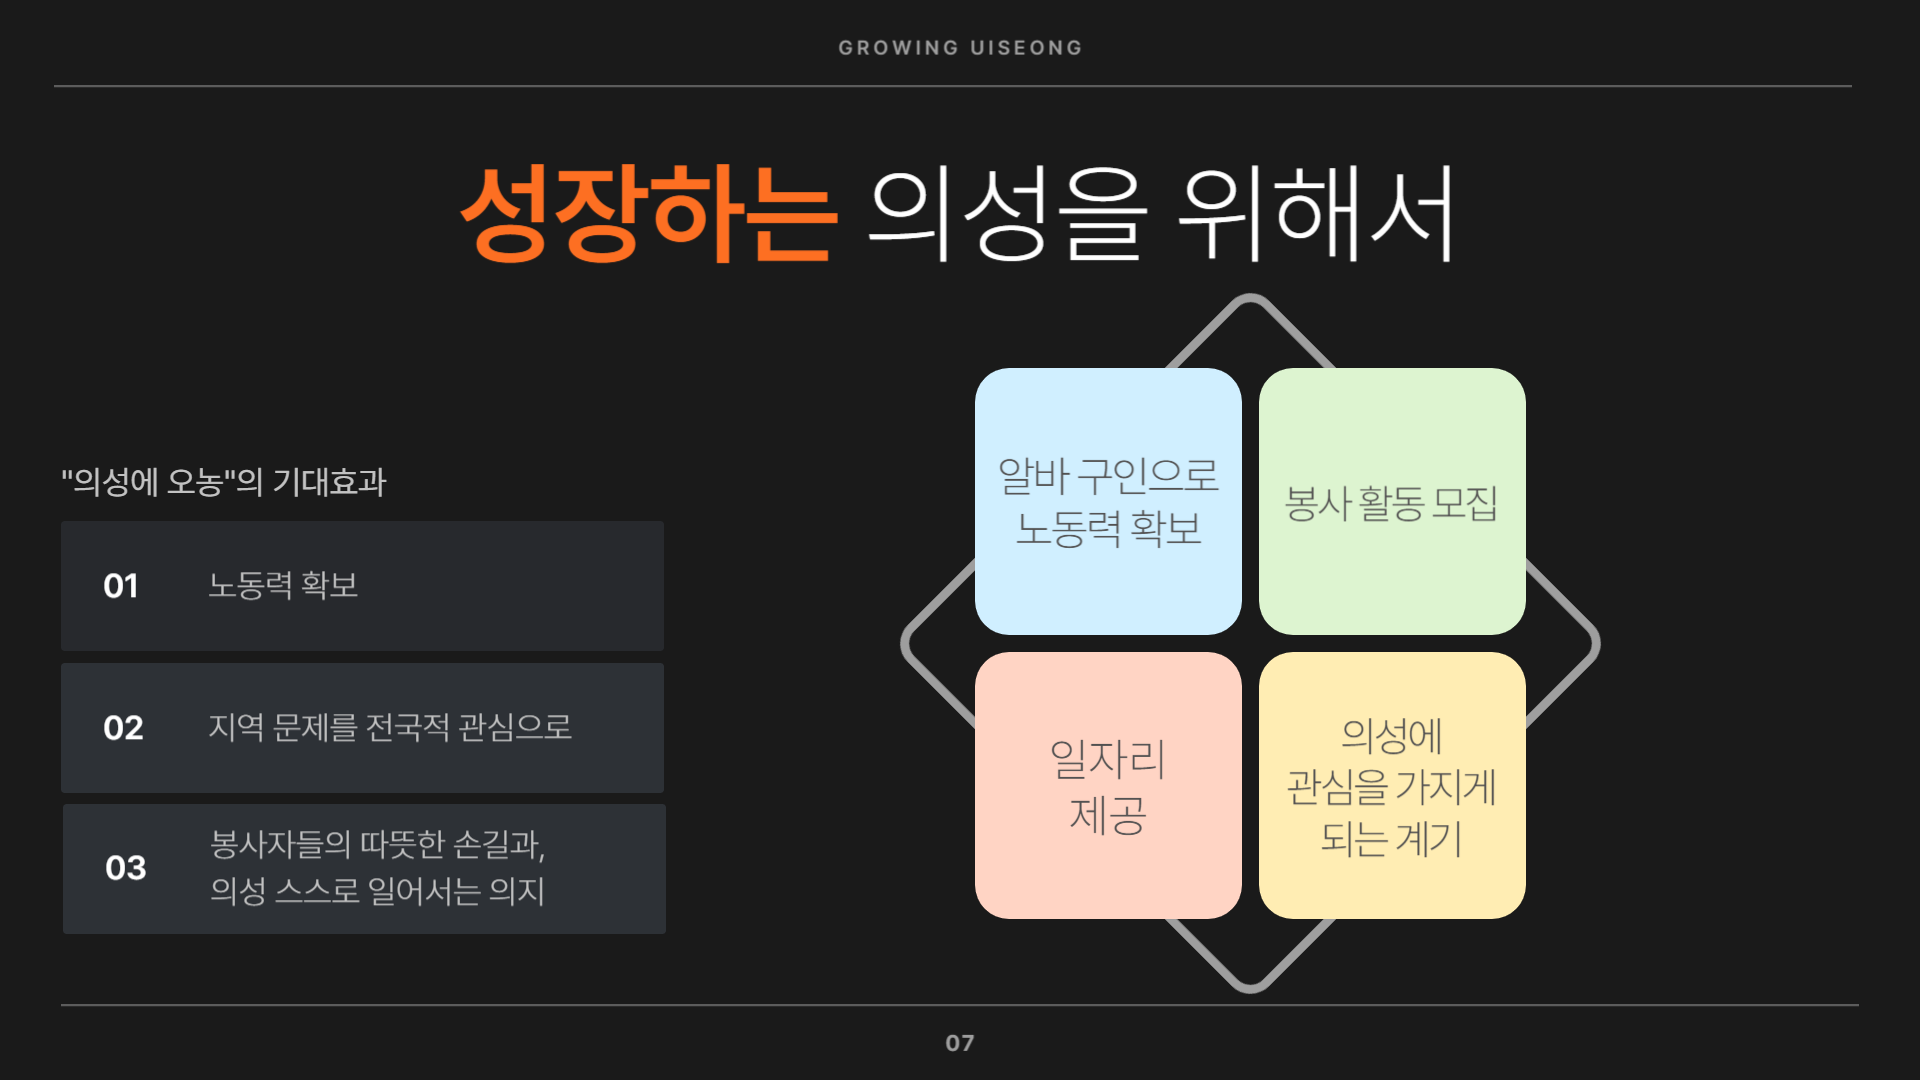 GROWING UISEONG
성장하는 의성을 위해서
"의성에 오농"의 기대효과
01 노동력 확보
02 지역 문제를 전국적 관심으로
03 봉사자들의 따뜻한 손길과,
의성 스스로 일어서는 의지
알바 구인으로
노동력 확보
봉사 활동 모집
일자리
제공
의성에
관심을 가지게
되는 계기
07